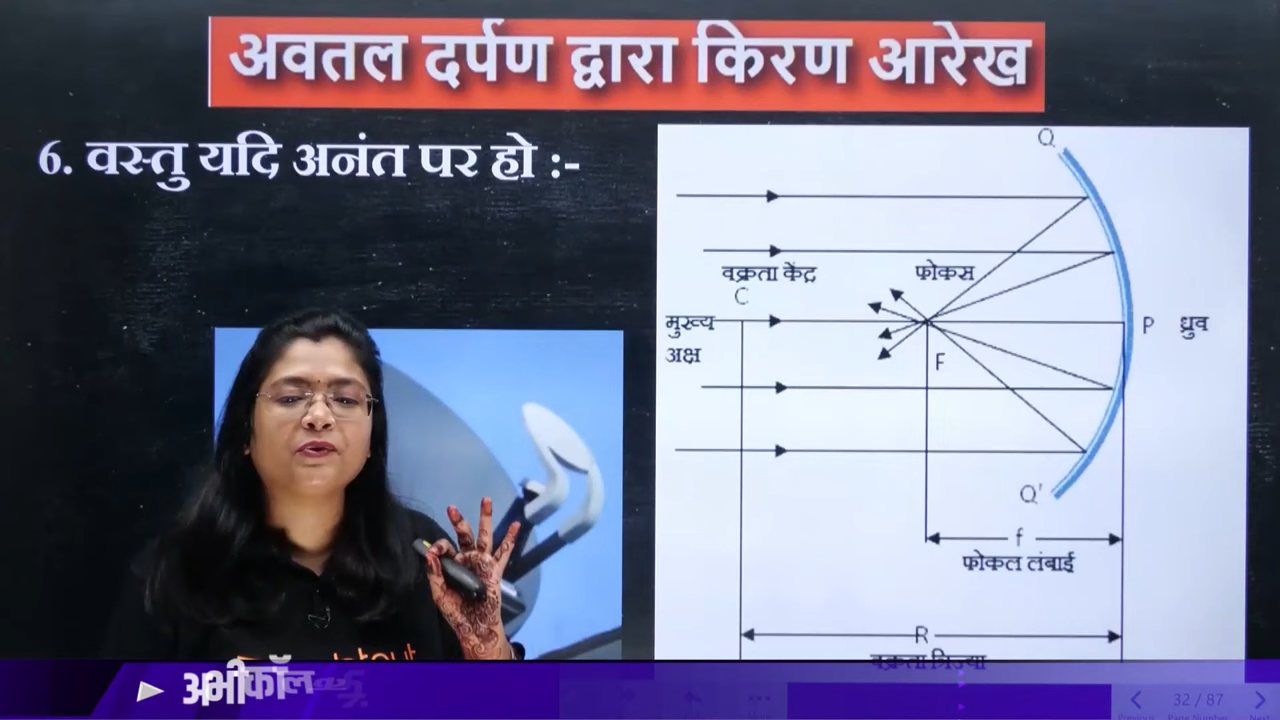 अवतल दर्पण द्वारा किरण आरेख
6. वस्तु यदि अनंत पर हो :-
Q
वक्रता केंद्र
फोकस
C
मुख्य
अक्ष
P ध्रुव
F
Q'
f
फोकल लंबाई
R
वक्रता त्रिज्या
अभी कॉल
32 / 87